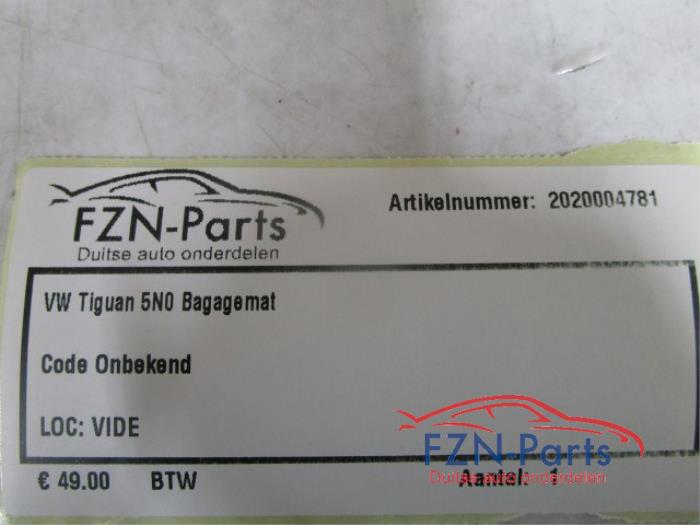 FZN-Parts
Duitse auto onderdelen
Artikelnummer: 2020004781
VW Tiguan 5N0 Bagagemat
Code Onbekend
LOC: VIDE
€ 49.00 BTW
Aantal: 1
FZN-Parts
Duitse auto onderdelen